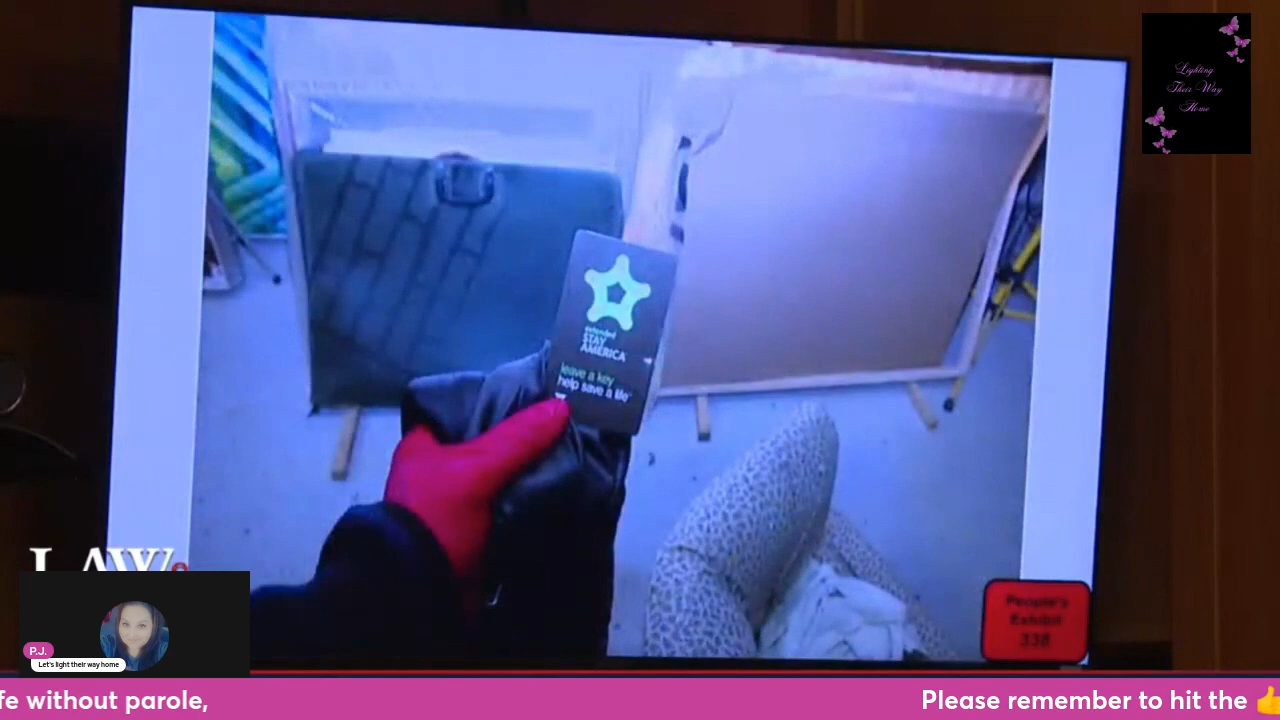 Lighting
Their Way
Home
extended
STAY
AMERICA
leave a key
help save a life
LAW
People's
Exhibit
338
P.J.
Let's light their way home
fe without parole,
Please remember to hit the 👍